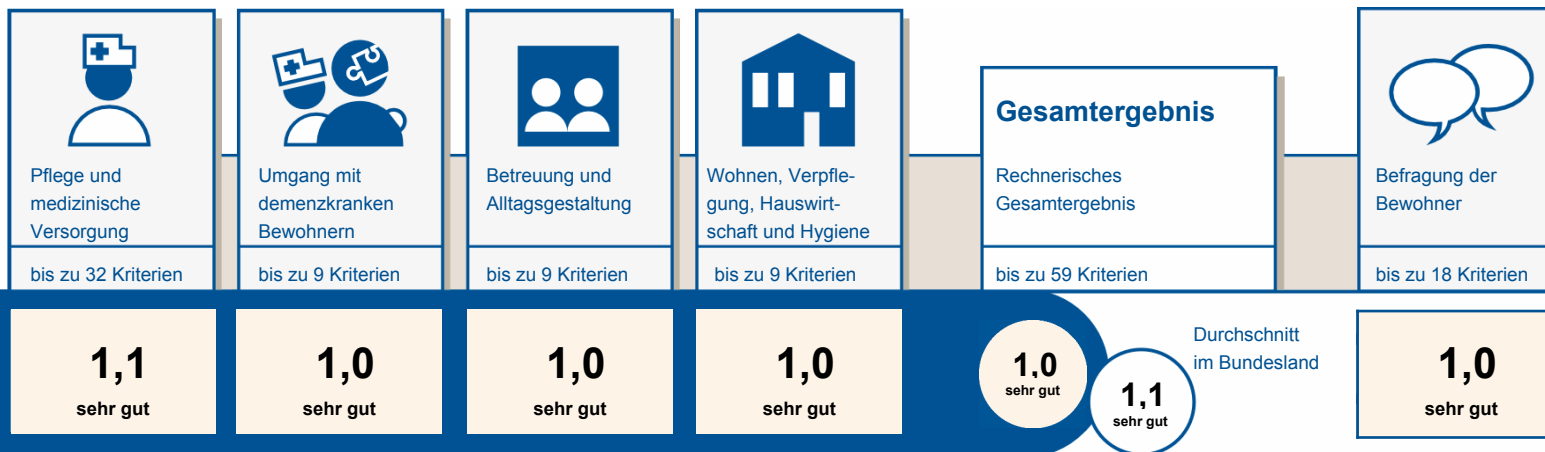 Pflege und
medizinische
Versorgung
bis zu 32 Kriterien
1,1
sehr gut
Umgang mit
demenzkranken
Bewohnern
bis zu 9 Kriterien
1,0
sehr gut
Betreuung und
Alltagsgestaltung
bis zu 9 Kriterien
1,0
sehr gut
Wohnen, Verpfle-
gung, Hauswirt-
schaft und Hygiene
bis zu 9 Kriterien
1,0
sehr gut
Gesamtergebnis
Rechnerisches
Gesamtergebnis
bis zu 59 Kriterien
1,0
sehr gut
Durchschnitt
im Bundesland
1,1
sehr gut
Befragung der
Bewohner
bis zu 18 Kriterien
1,0
sehr gut